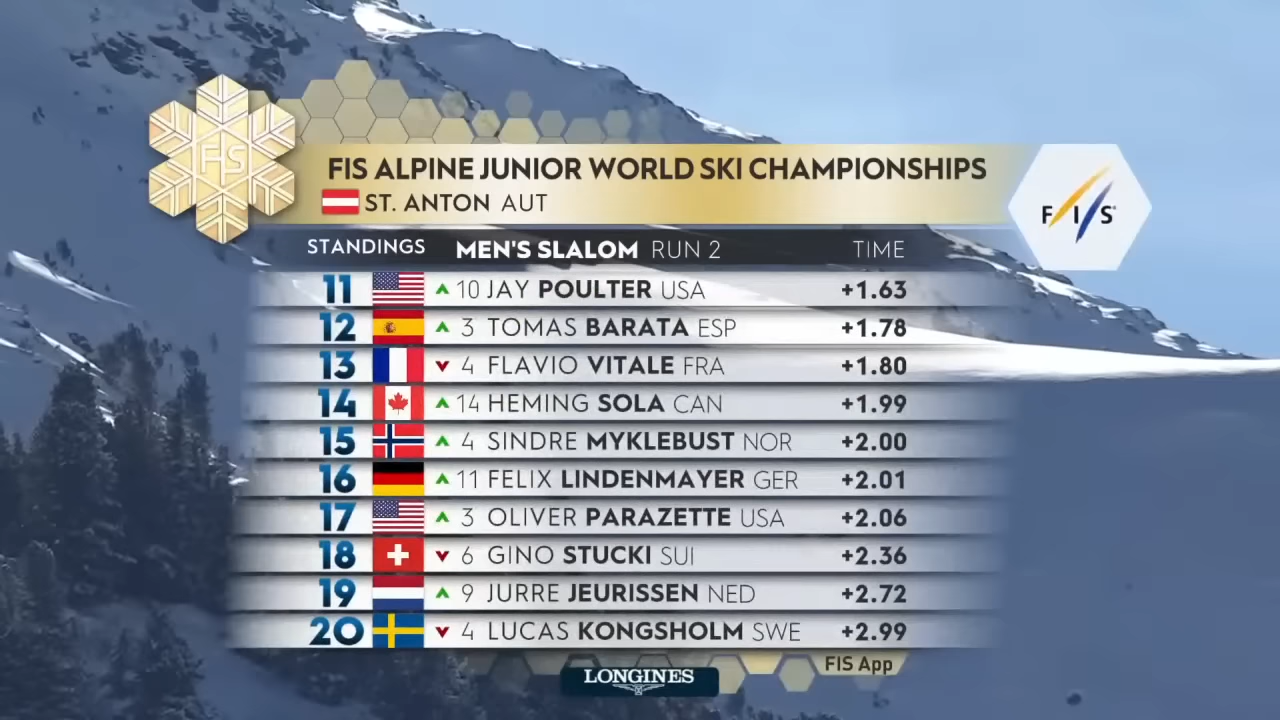 FIS
FIS ALPINE JUNIOR WORLD SKI CHAMPIONSHIPS
ST. ANTON AUT
FIS
STANDINGS MEN'S SLALOM RUN 2 TIME
11 10 JAY POULTER USA +1.63
12 3 TOMAS BARATA ESP +1.78
13 4 FLAVIO VITALE FRA +1.80
14 14 HEMING SOLA CAN +1.99
15 4 SINDRE MYKLEBUST NOR +2.00
16 11 FELIX LINDENMAYER GER +2.01
17 3 OLIVER PARAZETTE USA +2.06
18 6 GINO STUCKI SUI +2.36
19 9 JURRE JEURISSEN NED +2.72
20 4 LUCAS KONGSHOLM SWE +2.99
FIS App
LONGINES